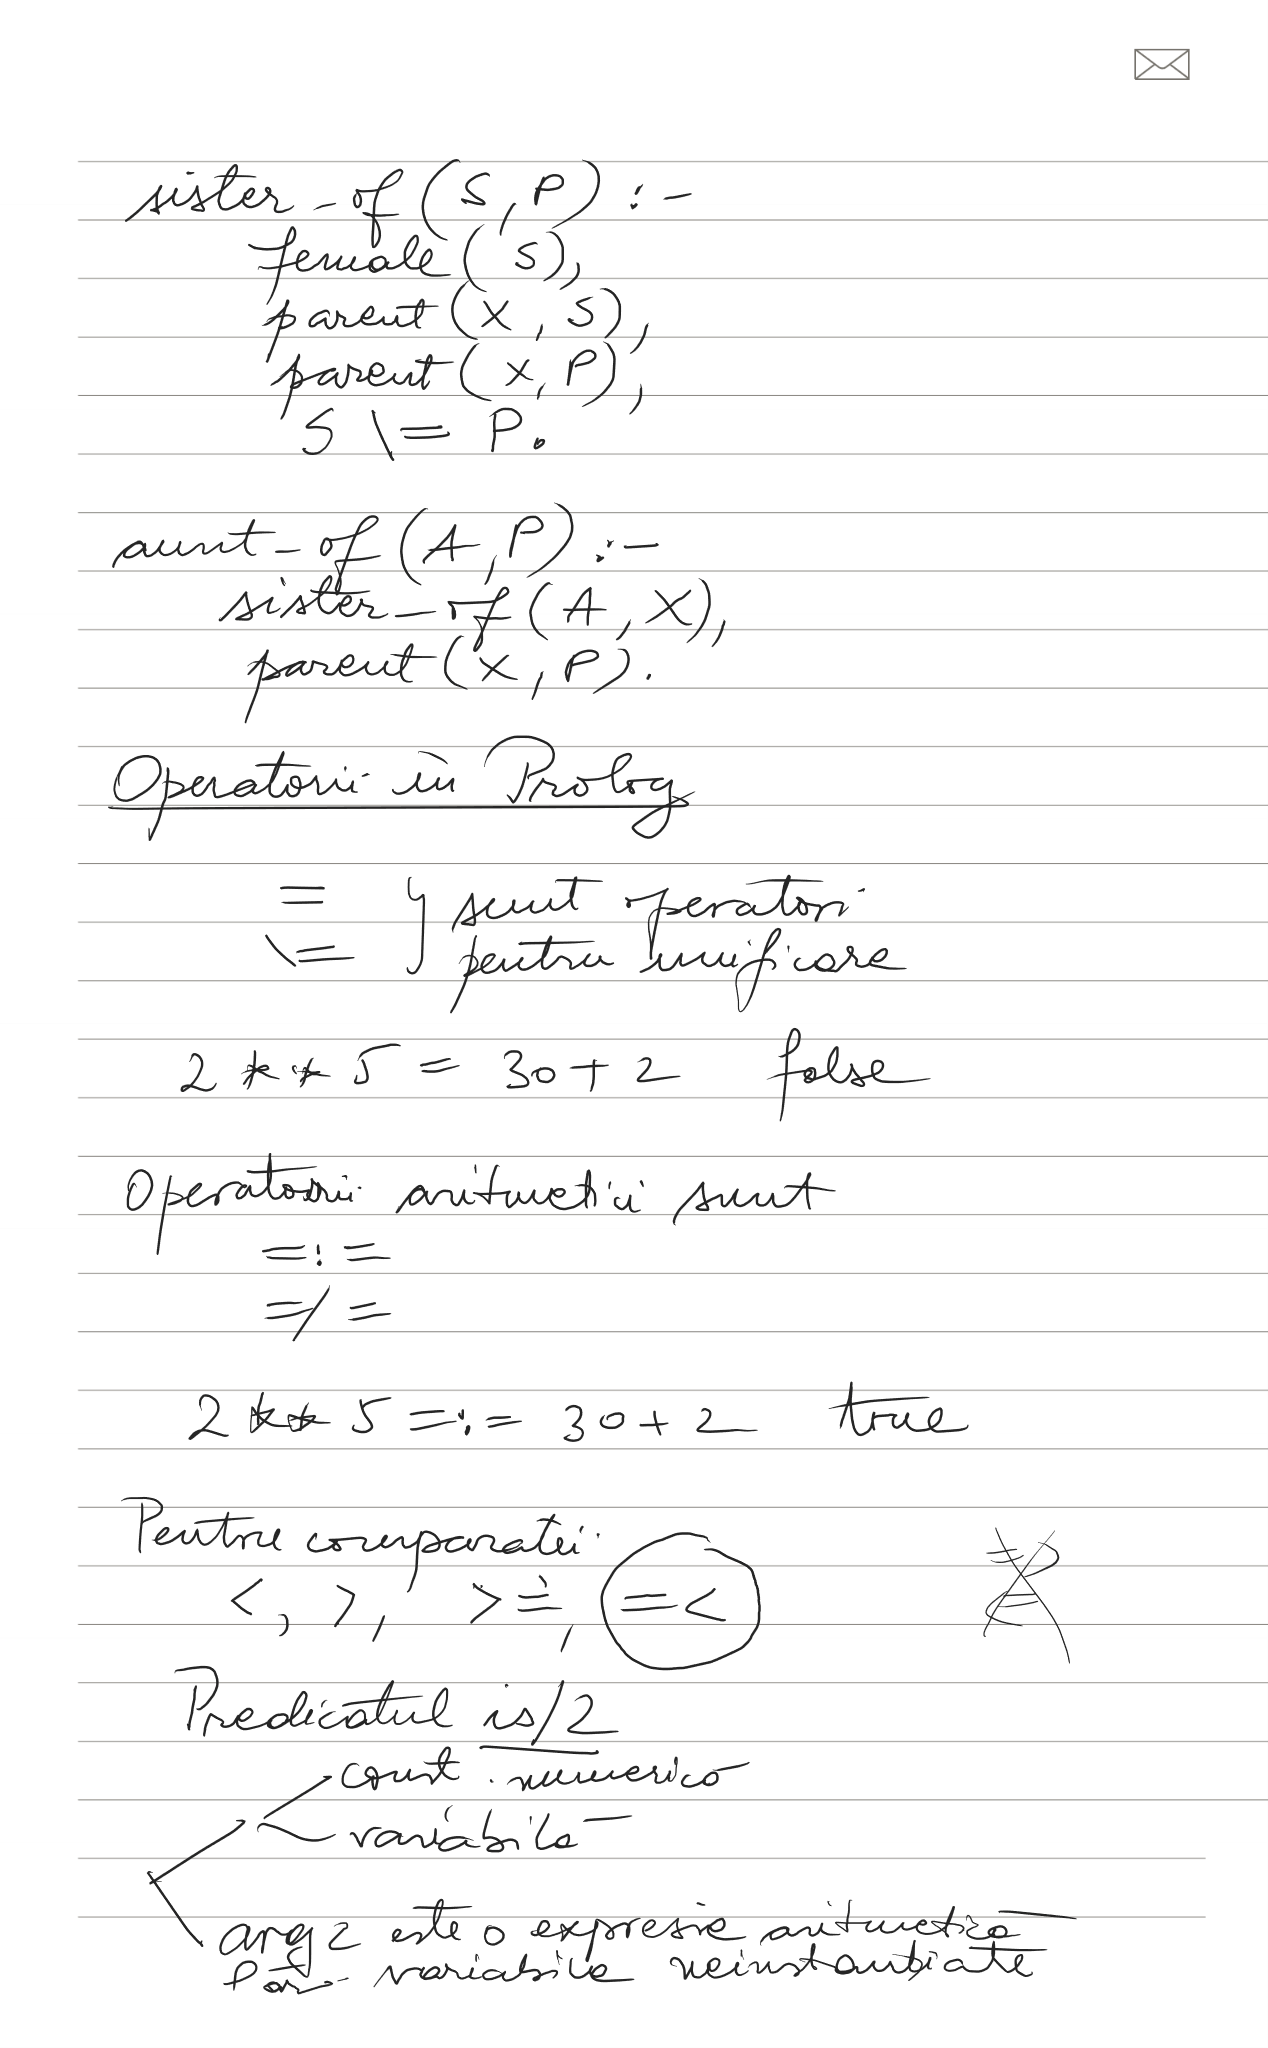 sister_of(S,P) :-
female(S),
parent(X,S),
parent(X,P),
S \= P.
aunt_of(A,P) :-
sister_of(A,X),
parent(X,P).
Operatorii în Prolog
= } sunt operatori
\= pentru unificare
2 ** 5 = 30+2 false
Operatorii aritmetici sunt
=:=
=/=
2 ** 5 =:= 30+2 true
Pentru comparații
<, >, >=, =<
Predicatul is/2
const. numerică
variabilă
arg 2 este o expresie aritmetică
fără variabile neinstanțiate